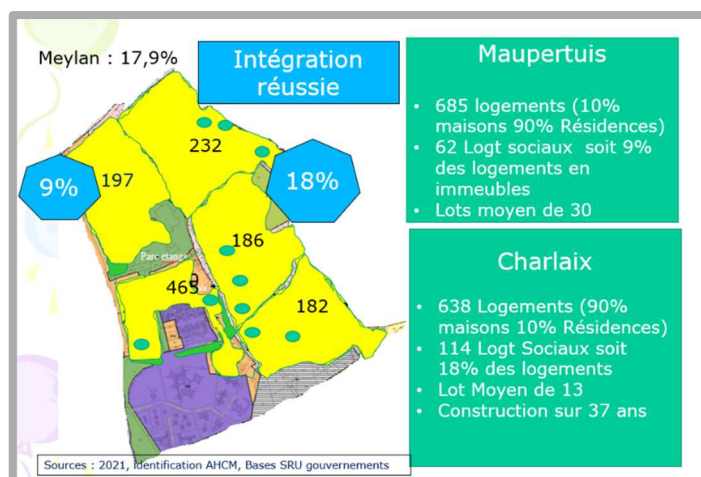 Meylan : 17,9%
Intégration
réussie
232
197
9%
18%
186
Parc etang
465
182
Maupertuis
• 685 logements (10%
maisons 90% Résidences)
• 62 Logt sociaux soit 9%
des logements en
immeubles
• Lots moyen de 30
Charlaix
• 638 Logements (90%
maisons 10% Résidences)
• 114 Logt Sociaux soit
18% des logements
• Lot Moyen de 13
• Construction sur 37 ans
Sources : 2021, identification AHCM, Bases SRU gouvernements